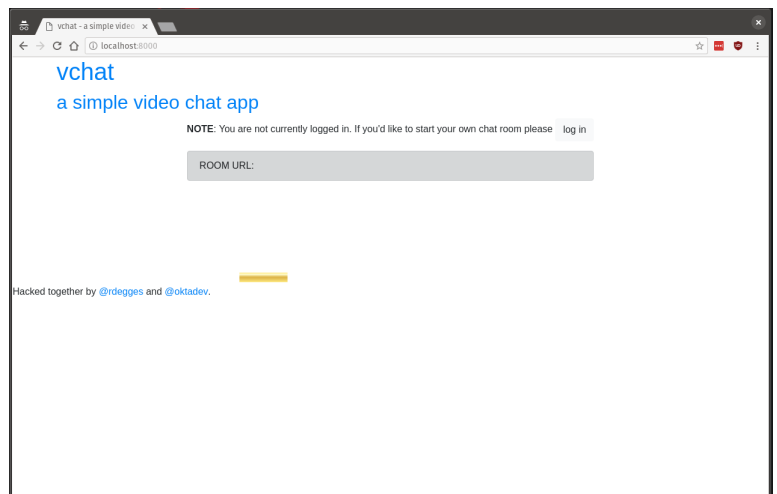 vchat - a simple video
localhost:8000
vchat
a simple video chat app
NOTE: You are not currently logged in. If you'd like to start your own chat room please log in
ROOM URL:
Hacked together by @rdegges and @oktadev.